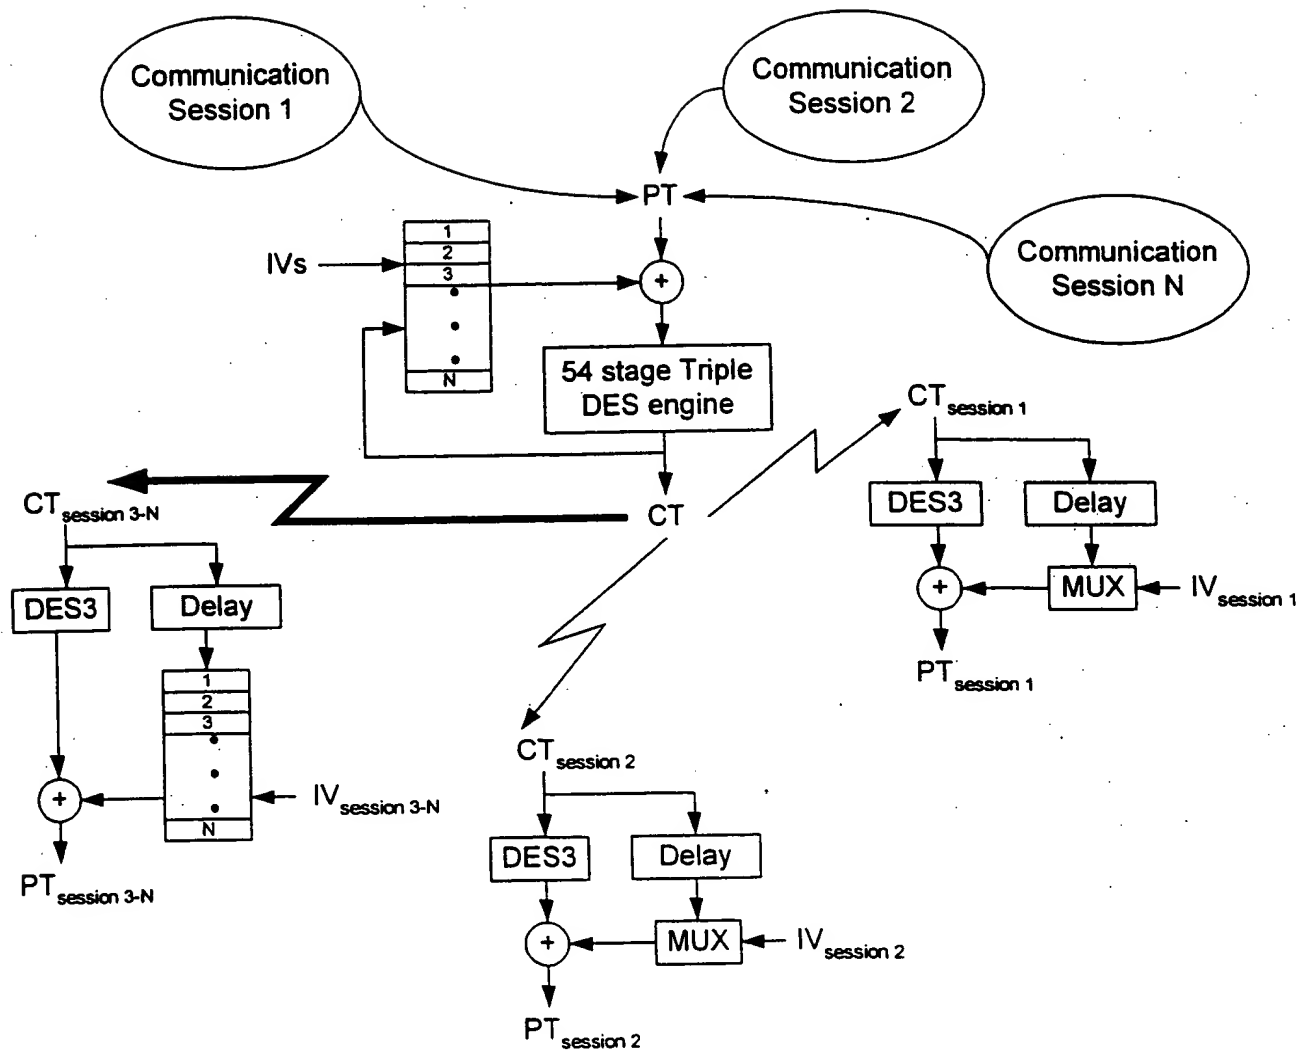 Communication
Session 1
Communication
Session 2
PT
Communication
Session N
IVs
1
2
3
N
+
54 stage Triple
DES engine
CT session 1
DES3
Delay
+
MUX
IV session 1
PT session 1
CT
CT session 3-N
DES3
Delay
1
2
3
N
+
IV session 3-N
PT session 3-N
CT session 2
DES3
Delay
+
MUX
IV session 2
PT session 2